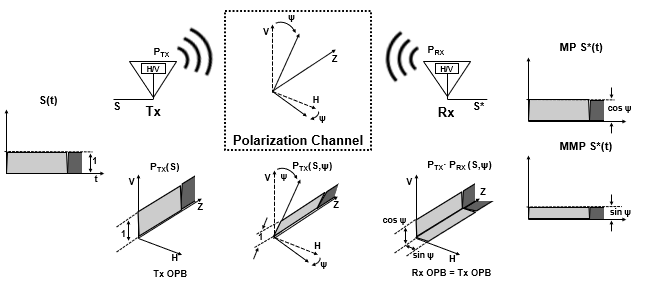 S(t)
1
t
P_TX
H/V
S
Tx
V
ψ
Z
H
ψ
Polarization Channel
P_RX
H/V
S*
Rx
MP S*(t)
cos ψ
MMP S*(t)
sin ψ
P_TX(S)
V
1
Z
H
Tx OPB
P_TX(S,ψ)
V
ψ
Z
1
H
ψ
P_TX· P_RX (S,ψ)
V
Z
cos ψ
sin ψ
H
Rx OPB = Tx OPB